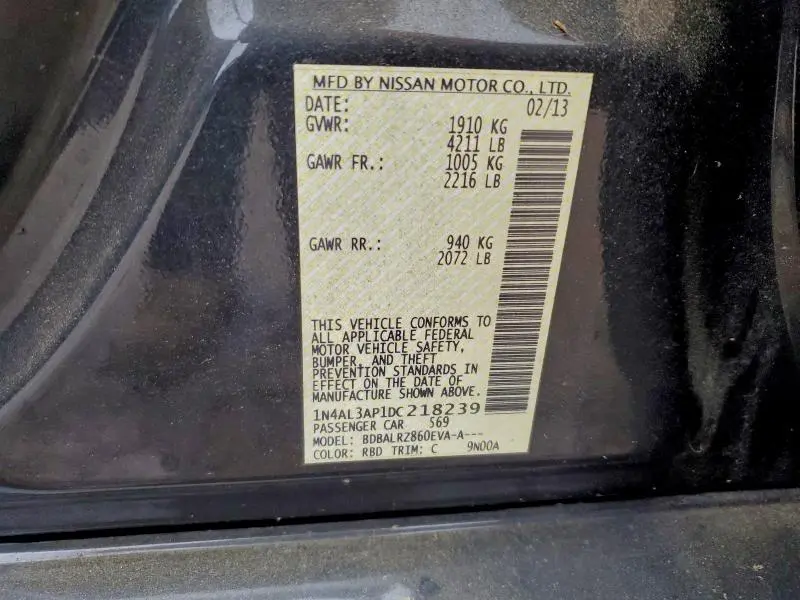 MFD BY NISSAN MOTOR CO., LTD.
DATE: 02/13
GVWR: 1910 KG
4211 LB
GAWR FR.: 1005 KG
2216 LB
GAWR RR.: 940 KG
2072 LB
THIS VEHICLE CONFORMS TO
ALL APPLICABLE FEDERAL
MOTOR VEHICLE SAFETY,
BUMPER, AND THEFT
PREVENTION STANDARDS IN
EFFECT ON THE DATE OF
MANUFACTURE SHOWN ABOVE.
1N4AL3AP1DC218239
PASSENGER CAR 569
MODEL: BDBALRZ860EVA-A---
COLOR: RBD TRIM: C 9N00A